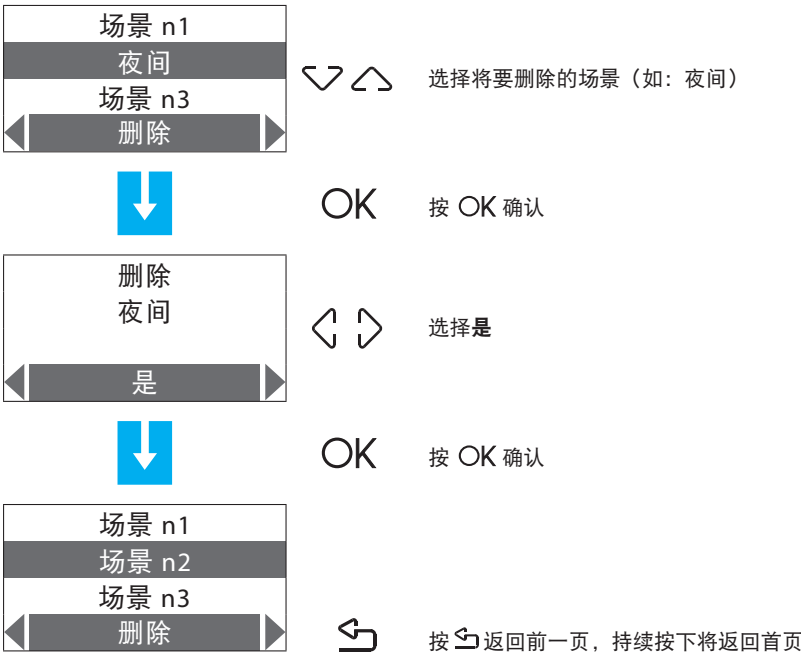 场景 n1
夜间
场景 n3
删除
选择将要删除的场景（如：夜间）
OK 按 OK 确认
删除
夜间
是
选择是
OK 按 OK 确认
场景 n1
场景 n2
场景 n3
删除
按 返回前一页，持续按下将返回首页